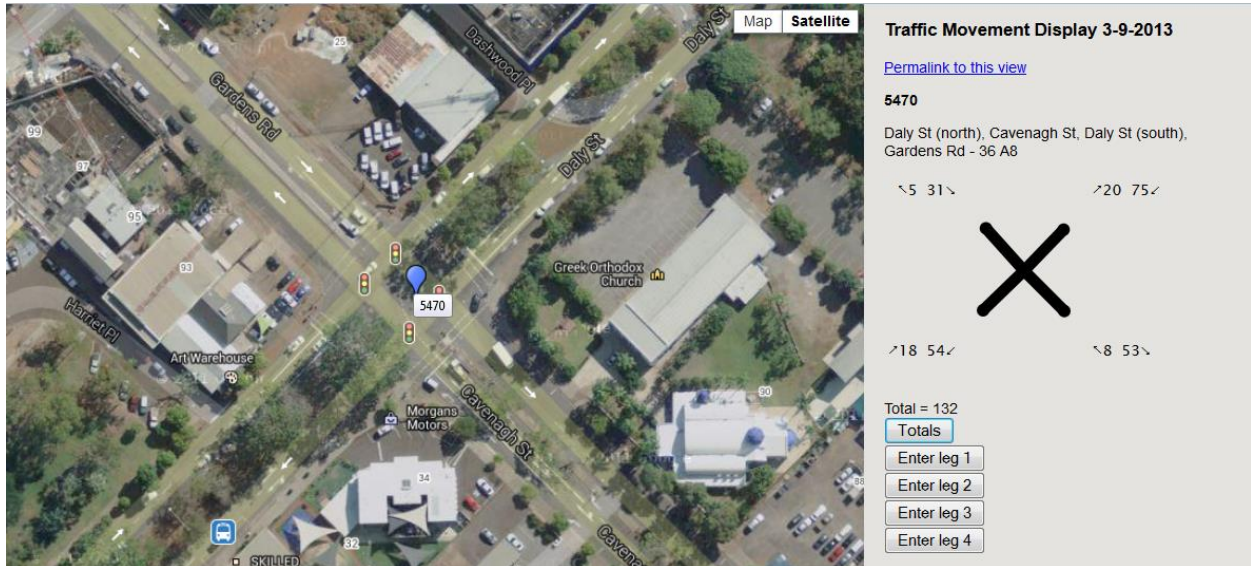 Map Satellite
25
Dashwood Pl
Daly St
Gardens Rd
99
97
Daly St
95
93
Greek Orthodox
Church
5470
Harriet Pl
Art Warehouse
90
Cavenagh St
Morgans
Motors
34
88
32
SKILLED
Cavena
Traffic Movement Display 3-9-2013
Permalink to this view
5470
Daly St (north), Cavenagh St, Daly St (south),
Gardens Rd - 36 A8
↖5 31↘ ↗20 75↙
↗18 54↙ ↖8 53↘
Total = 132
Totals
Enter leg 1
Enter leg 2
Enter leg 3
Enter leg 4